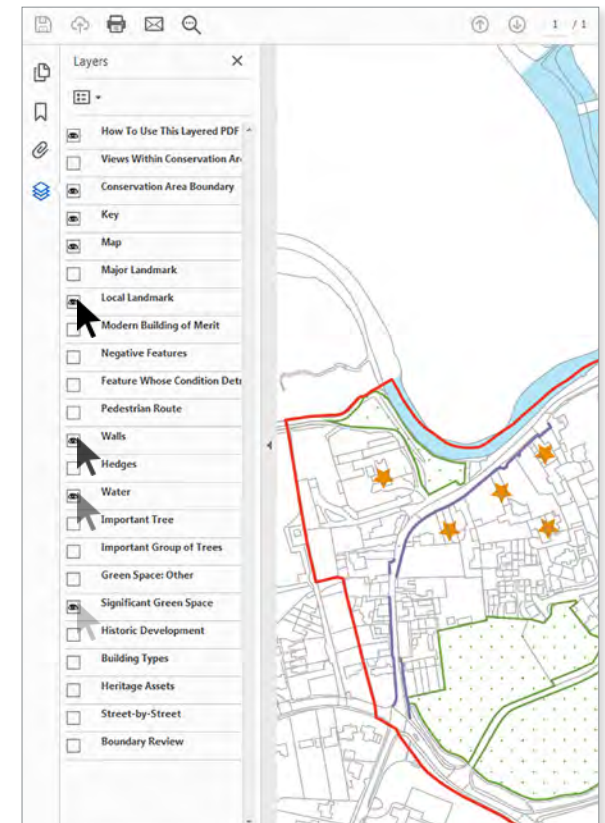 1 / 1
Layers
How To Use This Layered PDF
Views Within Conservation Are
Conservation Area Boundary
Key
Map
Major Landmark
Local Landmark
Modern Building of Merit
Negative Features
Feature Whose Condition Detr
Pedestrian Route
Walls
Hedges
Water
Important Tree
Important Group of Trees
Green Space: Other
Significant Green Space
Historic Development
Building Types
Heritage Assets
Street-by-Street
Boundary Review